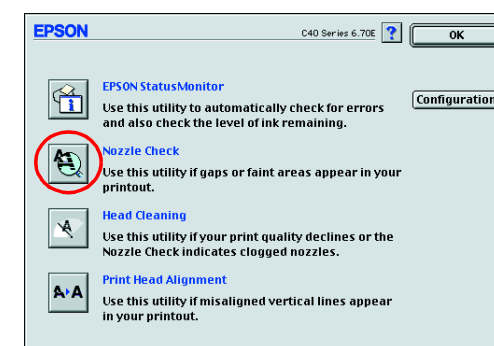 EPSON
C40 Series 6.70E
?
OK
EPSON StatusMonitor
Use this utility to automatically check for errors
and also check the level of ink remaining.
Configuration
Nozzle Check
Use this utility if gaps or faint areas appear in your
printout.
Head Cleaning
Use this utility if your print quality declines or the
Nozzle Check indicates clogged nozzles.
A A
Print Head Alignment
Use this utility if misaligned vertical lines appear
in your printout.